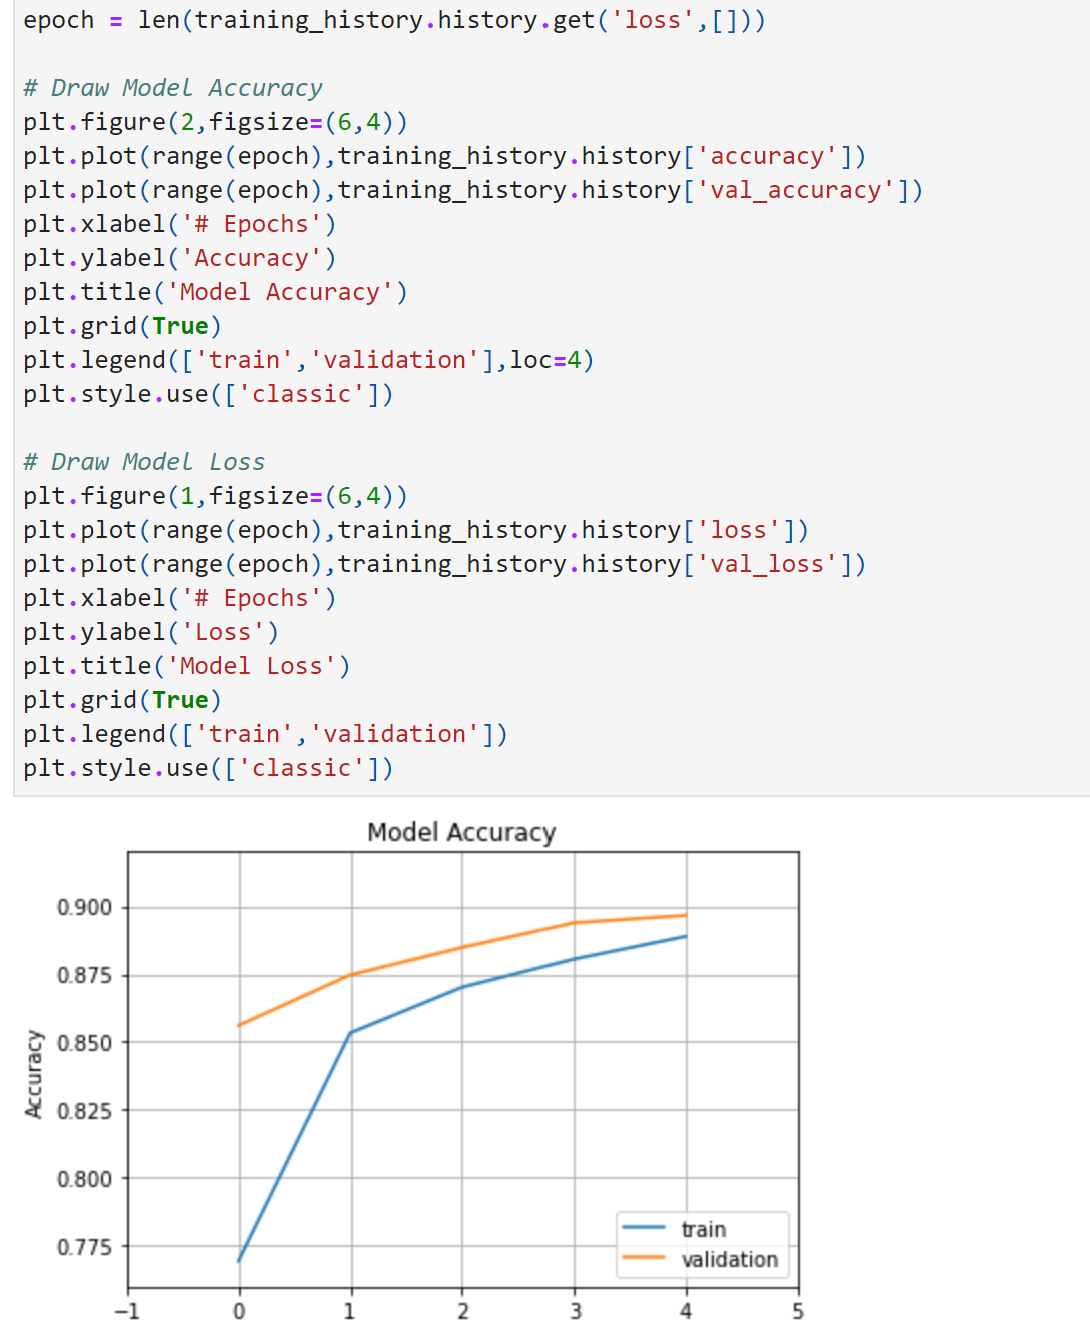 epoch = len(training_history.history.get('loss',[]))
# Draw Model Accuracy
plt.figure(2,figsize=(6,4))
plt.plot(range(epoch),training_history.history['accuracy'])
plt.plot(range(epoch),training_history.history['val_accuracy'])
plt.xlabel('# Epochs')
plt.ylabel('Accuracy')
plt.title('Model Accuracy')
plt.grid(True)
plt.legend(['train','validation'],loc=4)
plt.style.use(['classic'])
# Draw Model Loss
plt.figure(1,figsize=(6,4))
plt.plot(range(epoch),training_history.history['loss'])
plt.plot(range(epoch),training_history.history['val_loss'])
plt.xlabel('# Epochs')
plt.ylabel('Loss')
plt.title('Model Loss')
plt.grid(True)
plt.legend(['train','validation'])
plt.style.use(['classic'])
Model Accuracy
0.900
0.875
0.850
0.825
0.800
0.775
Accuracy
train
validation
−1 0 1 2 3 4 5